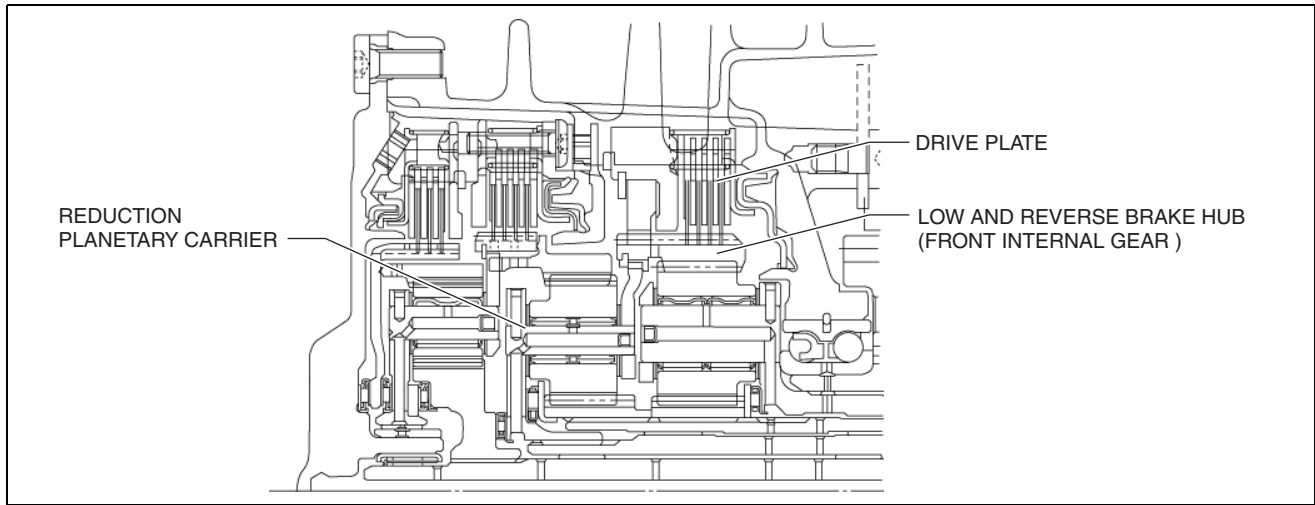 DRIVE PLATE
REDUCTION
PLANETARY CARRIER
LOW AND REVERSE BRAKE HUB
(FRONT INTERNAL GEAR )